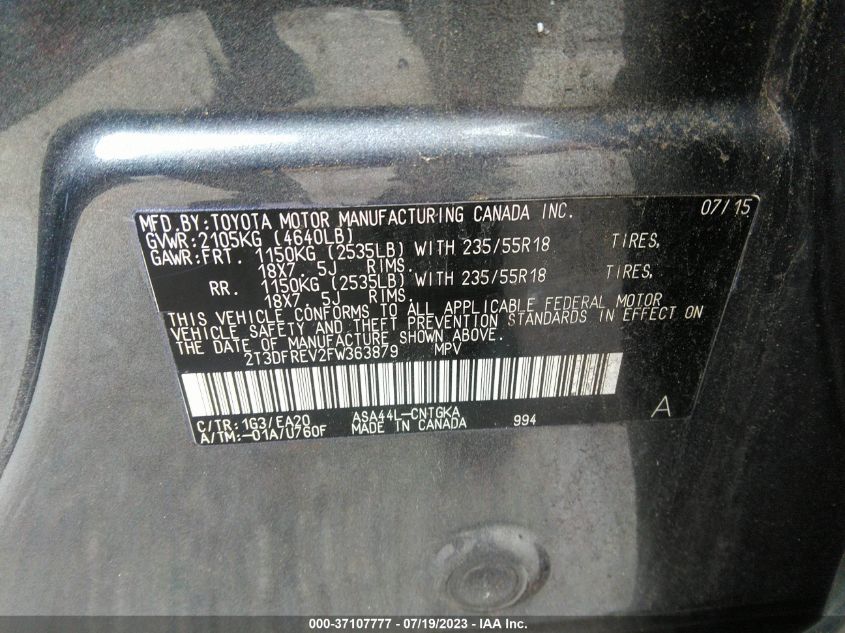 MFD.BY:TOYOTA MOTOR MANUFACTURING CANADA INC. 07/15
GVWR:2105KG (4640LB)
GAWR:FRT. 1150KG (2535LB) WITH 235/55R18 TIRES,
18X7. 5J RIMS.
RR. 1150KG (2535LB) WITH 235/55R18 TIRES,
18X7. 5J RIMS.
THIS VEHICLE CONFORMS TO ALL APPLICABLE FEDERAL MOTOR
VEHICLE SAFETY AND THEFT PREVENTION STANDARDS IN EFFECT ON
THE DATE OF MANUFACTURE SHOWN ABOVE.
2T3DFREV2FW363879 MPV
C/TR:1G3/EA20 ASA44L-CNTGKA A
A/TM:-01A/U760F MADE IN CANADA 994
000-37107777 - 07/19/2023 - IAA Inc.